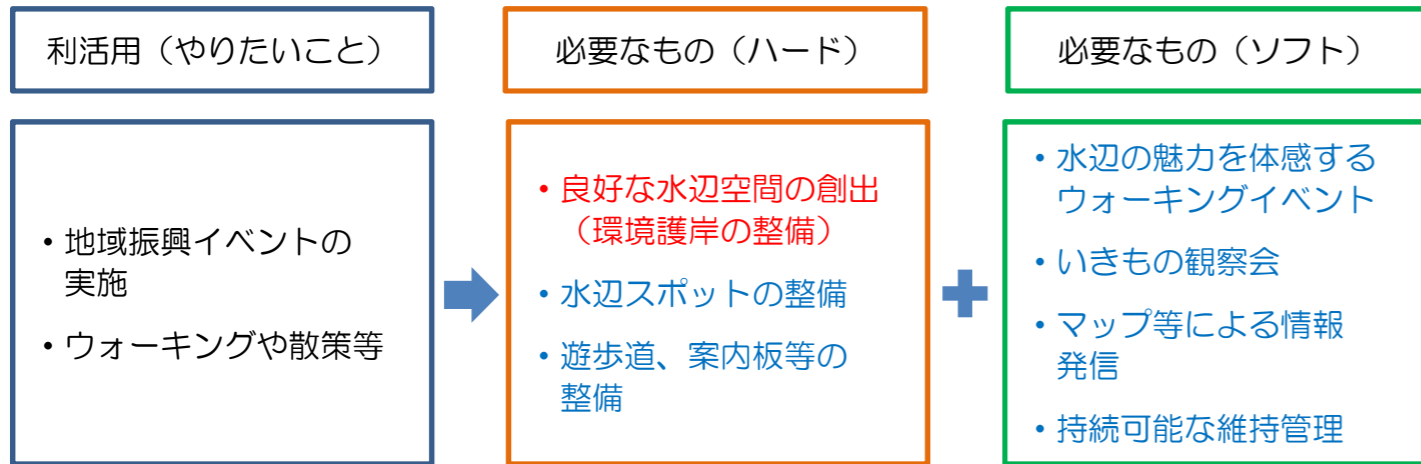 利活用（やりたいこと）
必要なもの（ハード）
必要なもの（ソフト）
・地域振興イベントの
実施
・ウォーキングや散策等
・良好な水辺空間の創出
（環境護岸の整備）
・水辺スポットの整備
・遊歩道、案内板等の
整備
・水辺の魅力を体感する
ウォーキングイベント
・いきもの観察会
・マップ等による情報
発信
・持続可能な維持管理